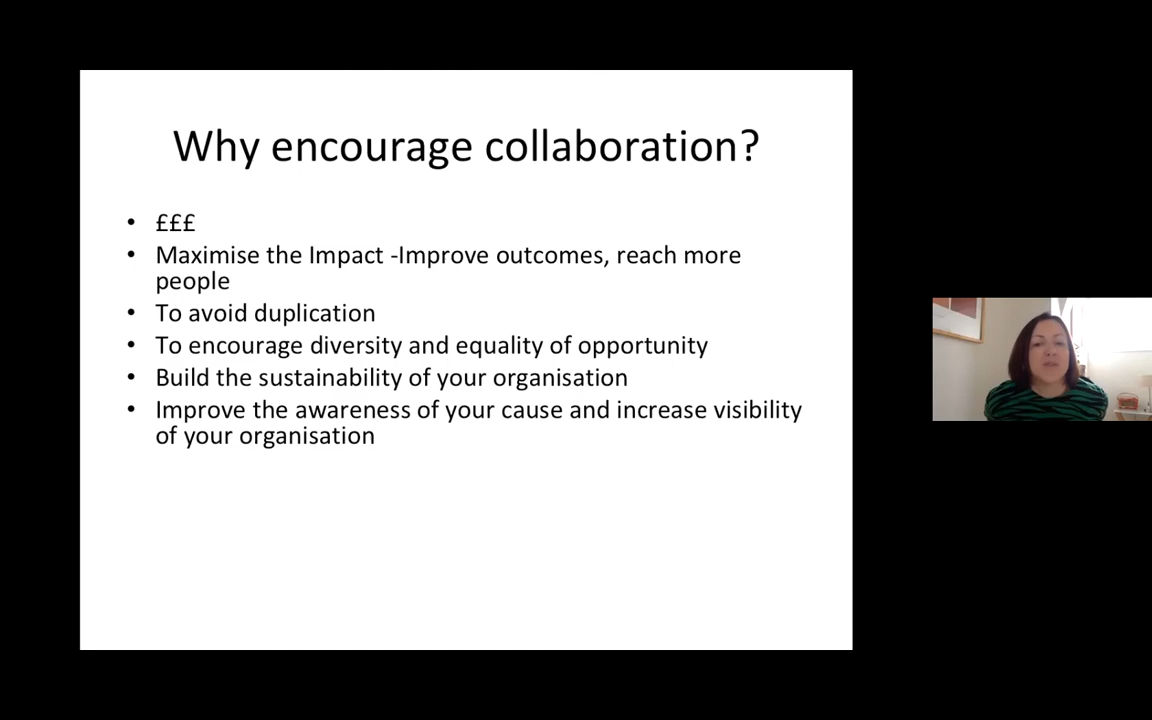 Why encourage collaboration?
• £££
• Maximise the Impact -Improve outcomes, reach more
people
• To avoid duplication
• To encourage diversity and equality of opportunity
• Build the sustainability of your organisation
• Improve the awareness of your cause and increase visibility
of your organisation